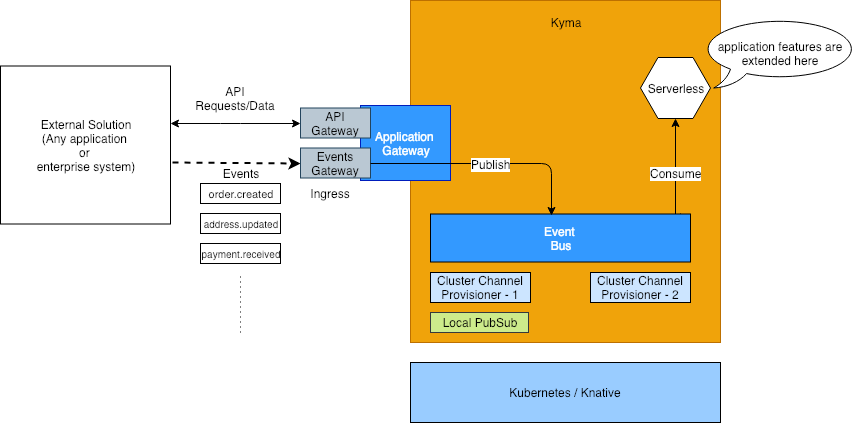 Kyma
application features are
extended here
Serverless
External Solution
(Any application
or
enterprise system)
API
Requests/Data
API
Gateway
Application
Gateway
Events
Gateway
Publish
Consume
Events
Ingress
order.created
address.updated
payment.received
Event
Bus
Cluster Channel
Provisioner - 1
Cluster Channel
Provisioner - 2
Local PubSub
Kubernetes / Knative